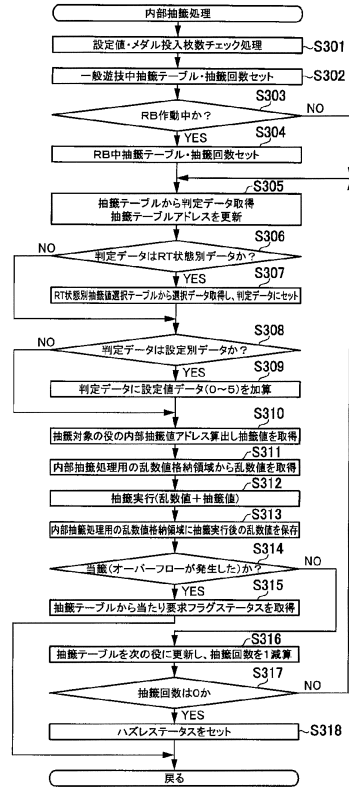 内部抽籤処理
設定値・メダル投入枚数チェック処理
S301
一般遊技中抽籤テーブル・抽籤回数セット
S302
S303
RB作動中か?
NO
YES
S304
RB中抽籤テーブル・抽籤回数セット
S305
抽籤テーブルから判定データ取得
抽籤テーブルアドレスを更新
S306
NO
判定データはRT状態別データか?
YES
S307
RT状態別抽籤値選択テーブルから選択データ取得し、判定データにセット
S308
NO
判定データは設定別データか?
YES
S309
判定データに設定値データ(0~5)を加算
S310
抽籤対象の役の内部抽籤値アドレス算出し抽籤値を取得
S311
内部抽籤処理用の乱数値格納領域から乱数値を取得
S312
抽籤実行(乱数値+抽籤値)
S313
内部抽籤処理用の乱数値格納領域に抽籤実行後の乱数値を保存
S314
当籤(オーバーフローが発生した)か?
NO
YES
S315
抽籤テーブルから当たり要求フラグステータスを取得
S316
抽籤テーブルを次の役に更新し、抽籤回数を1減算
S317
抽籤回数は0か
NO
YES
ハズレステータスをセット
S318
戻る